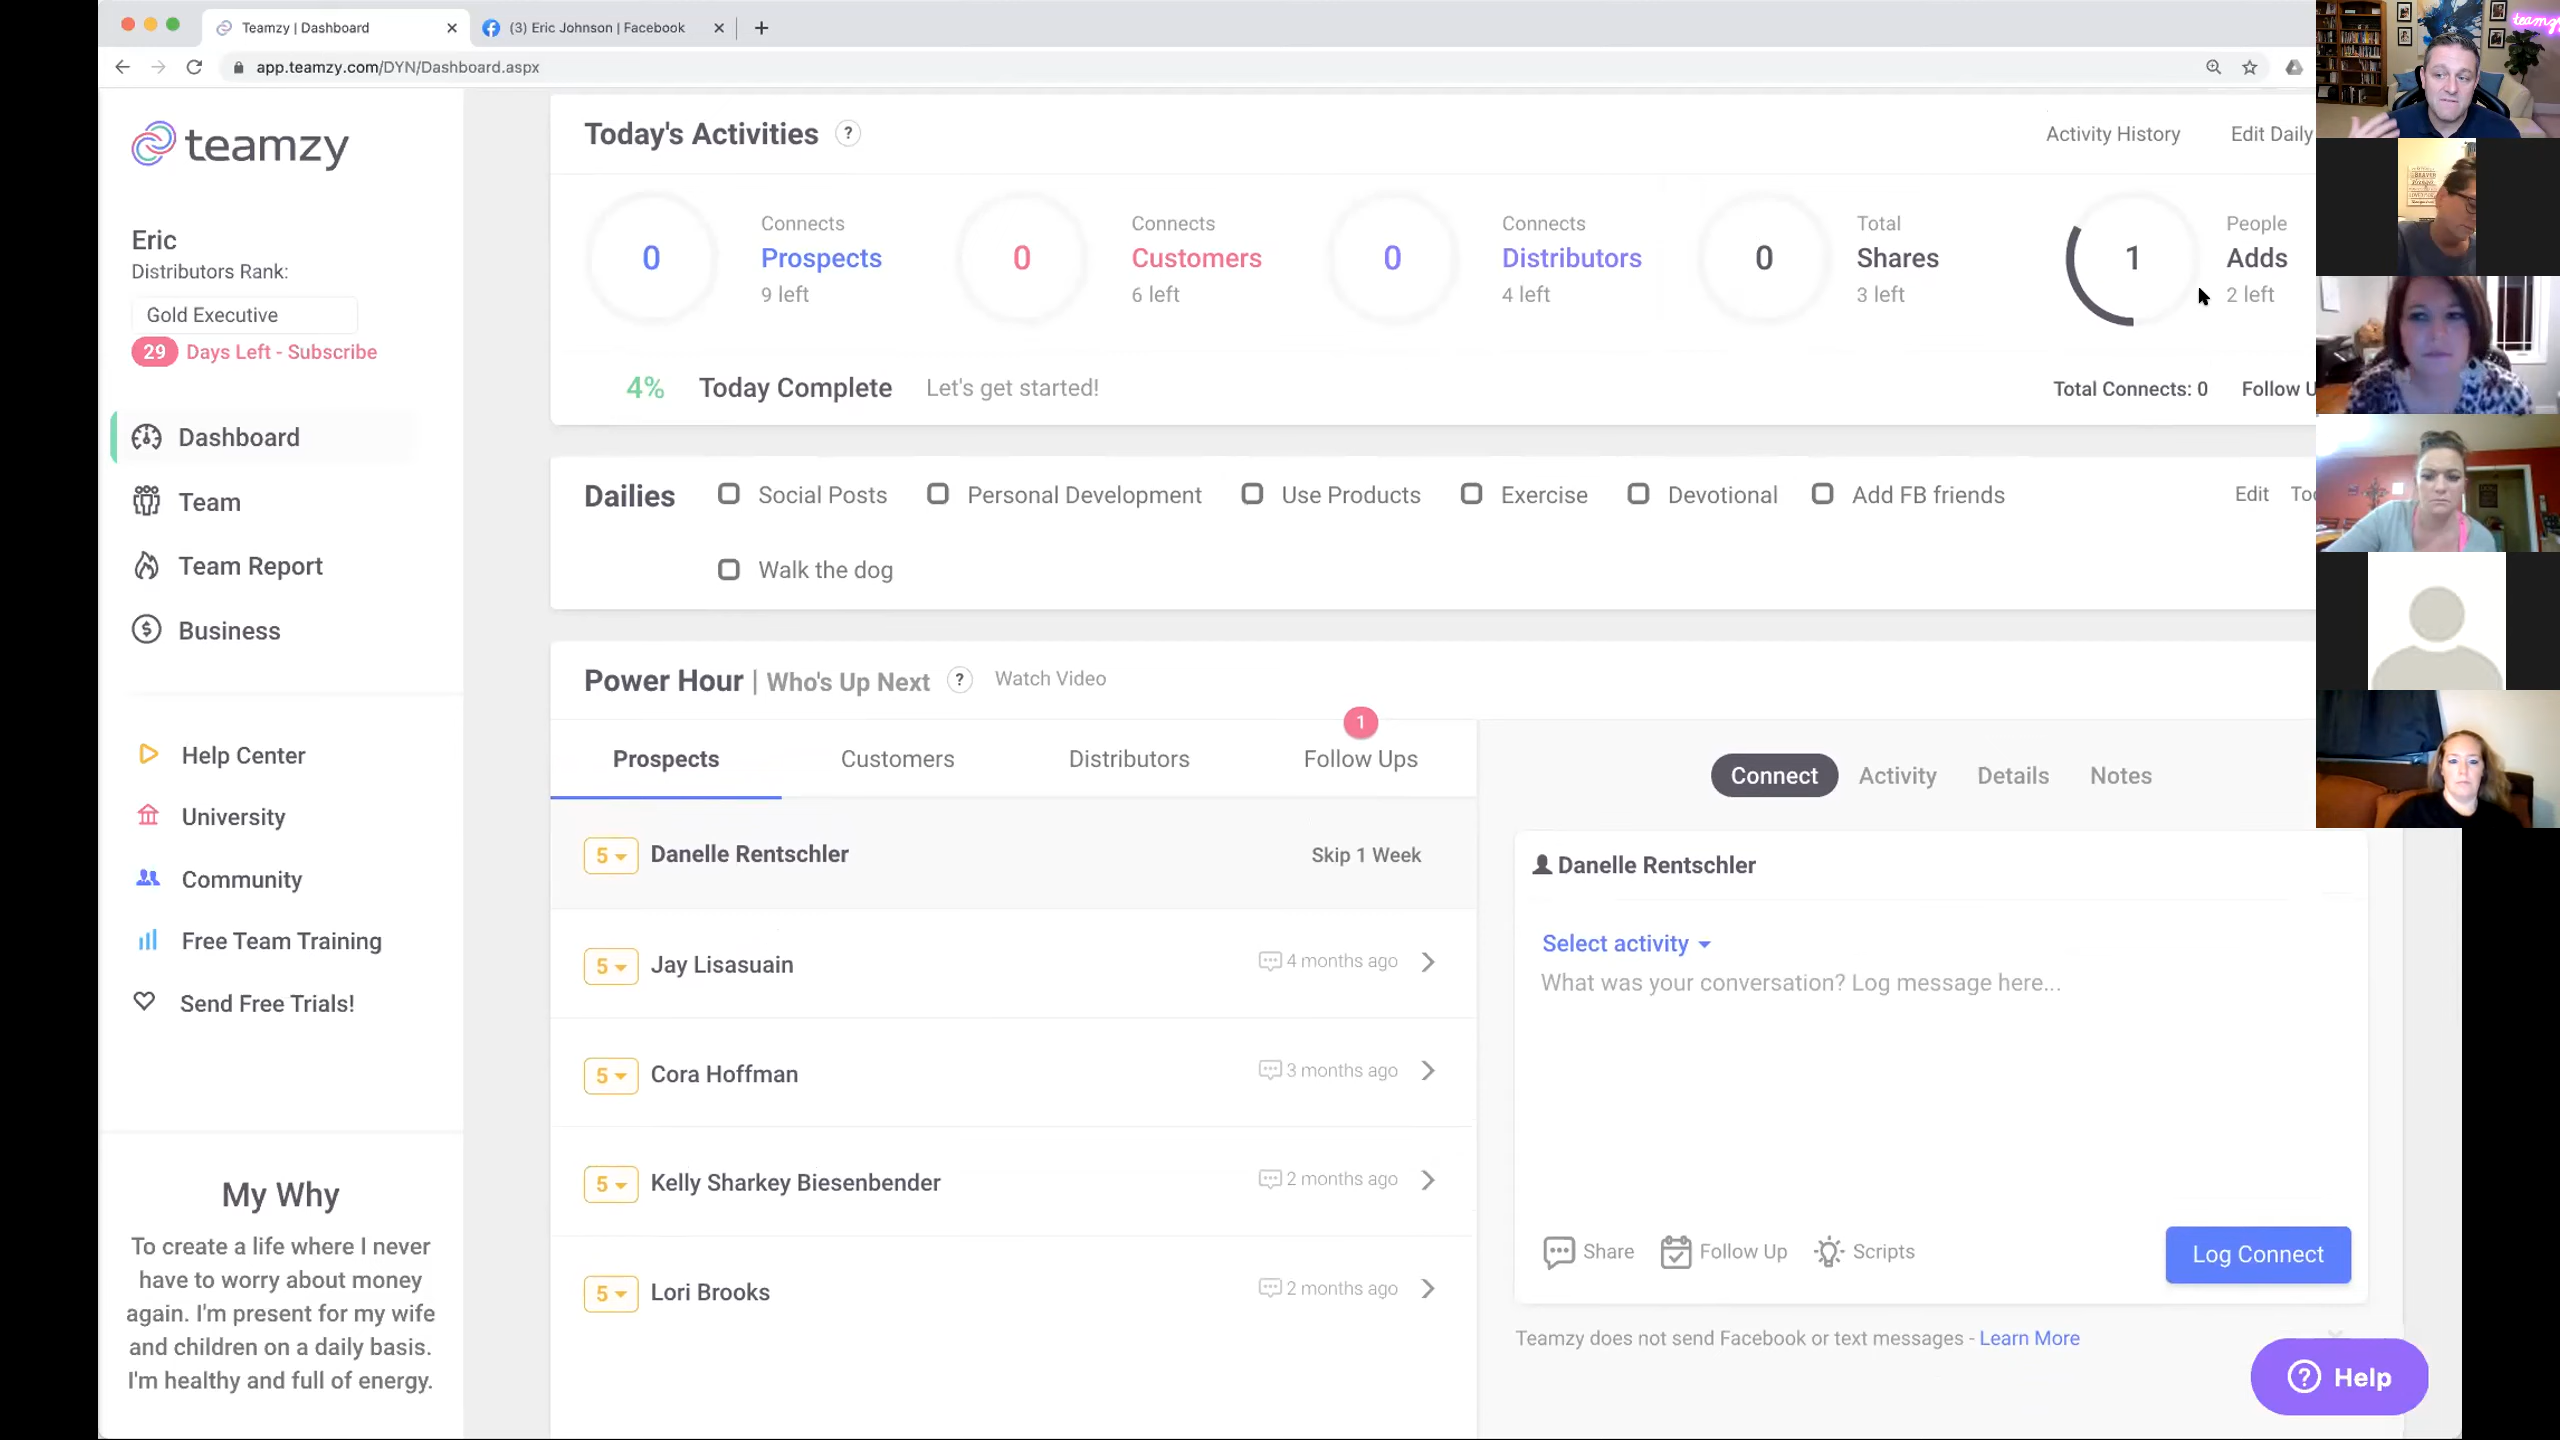 Teamzy | Dashboard
(3) Eric Johnson | Facebook
app.teamzy.com/DYN/Dashboard.aspx
teamzy
Eric
Distributors Rank:
Gold Executive
29 Days Left - Subscribe
Dashboard
Team
Team Report
Business
Help Center
University
Community
Free Team Training
Send Free Trials!
My Why
To create a life where I never
have to worry about money
again. I'm present for my wife
and children on a daily basis.
I'm healthy and full of energy.
Today's Activities ?
Activity History Edit Daily
0 Connects Prospects 9 left
0 Connects Customers 6 left
0 Connects Distributors 4 left
0 Total Shares 3 left
1 People Adds 2 left
4% Today Complete Let's get started!
Total Connects: 0 Follow U
Dailies Social Posts Personal Development Use Products Exercise Devotional Add FB friends
Edit
Walk the dog
Power Hour | Who's Up Next ? Watch Video
Prospects Customers Distributors Follow Ups 1
5 Danelle Rentschler Skip 1 Week
5 Jay Lisasuain 4 months ago
5 Cora Hoffman 3 months ago
5 Kelly Sharkey Biesenbender 2 months ago
5 Lori Brooks 2 months ago
Connect Activity Details Notes
Danelle Rentschler
Select activity
What was your conversation? Log message here...
Share Follow Up Scripts Log Connect
Teamzy does not send Facebook or text messages - Learn More
? Help